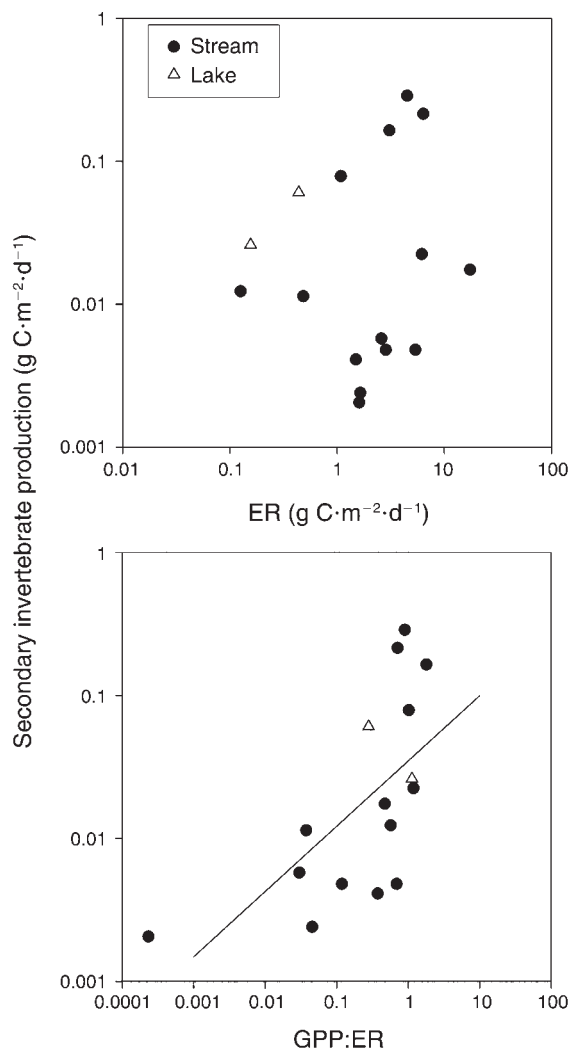 Stream
Lake
1
0.1
0.01
0.001
0.01 0.1 1 10 100
ER (g C·m⁻²·d⁻¹)
Secondary invertebrate production (g C·m⁻²·d⁻¹)
1
0.1
0.01
0.001
0.0001 0.001 0.01 0.1 1 10 100
GPP:ER